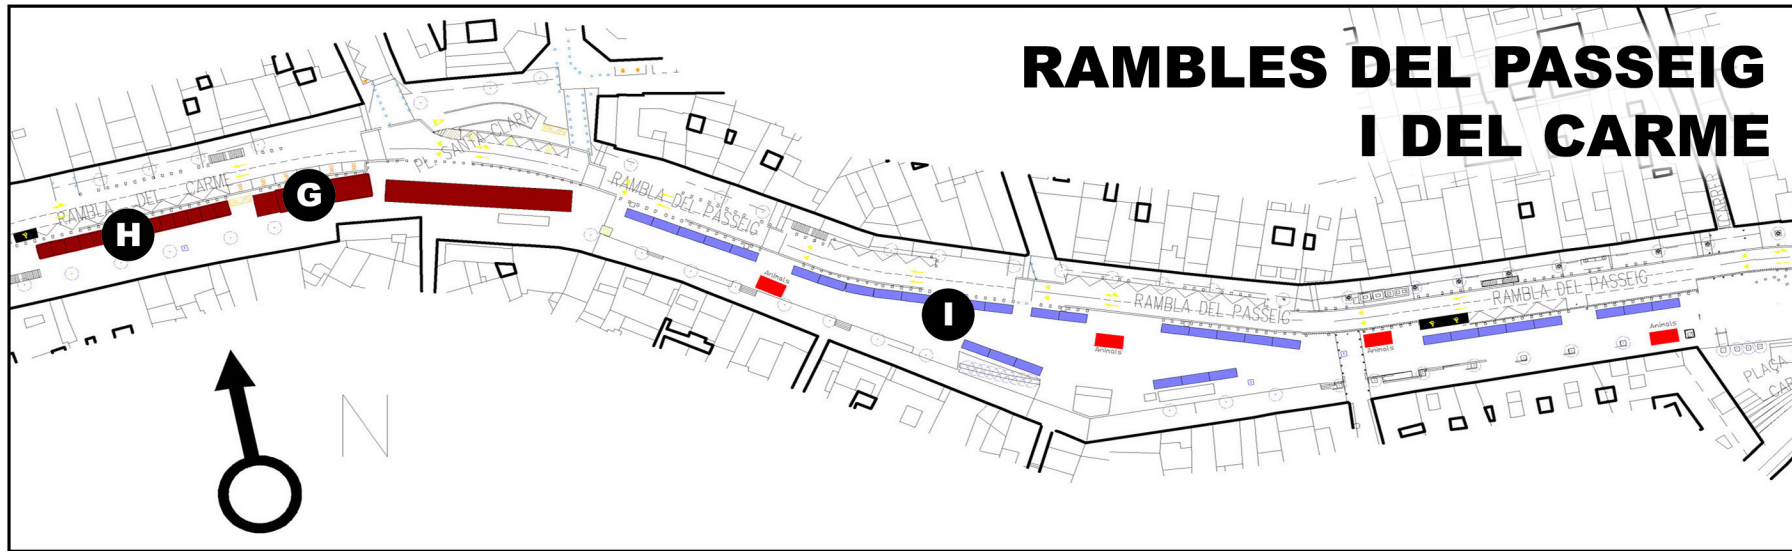 RAMBLES DEL PASSEIG
I DEL CARME
PL. SANTA CLARA
RAMBLA DEL CARME
G
H
RAMBLA DEL PASSEIG
Animals
I
RAMBLA DEL PASSEIG
Animals
RAMBLA DEL PASSEIG
Animals
Animals
CARRER
PLAÇA
N